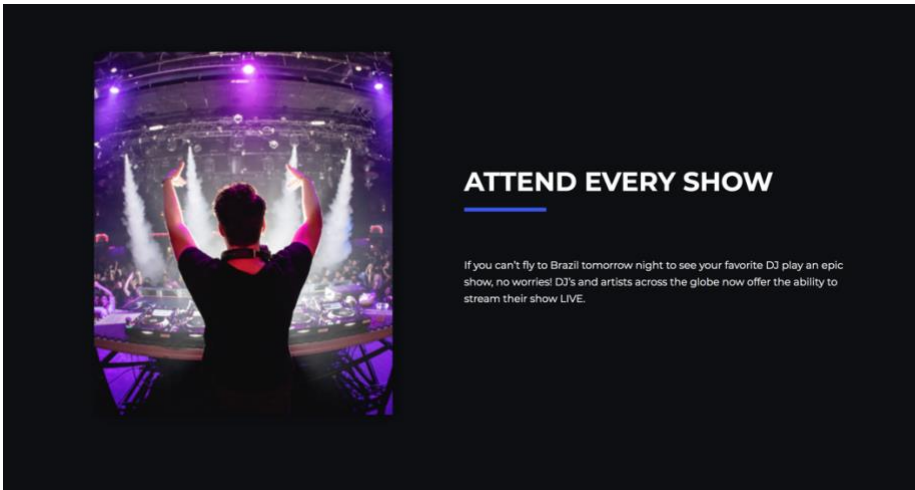 ATTEND EVERY SHOW
If you can't fly to Brazil tomorrow night to see your favorite DJ play an epic
show, no worries! DJ's and artists across the globe now offer the ability to
stream their show LIVE.